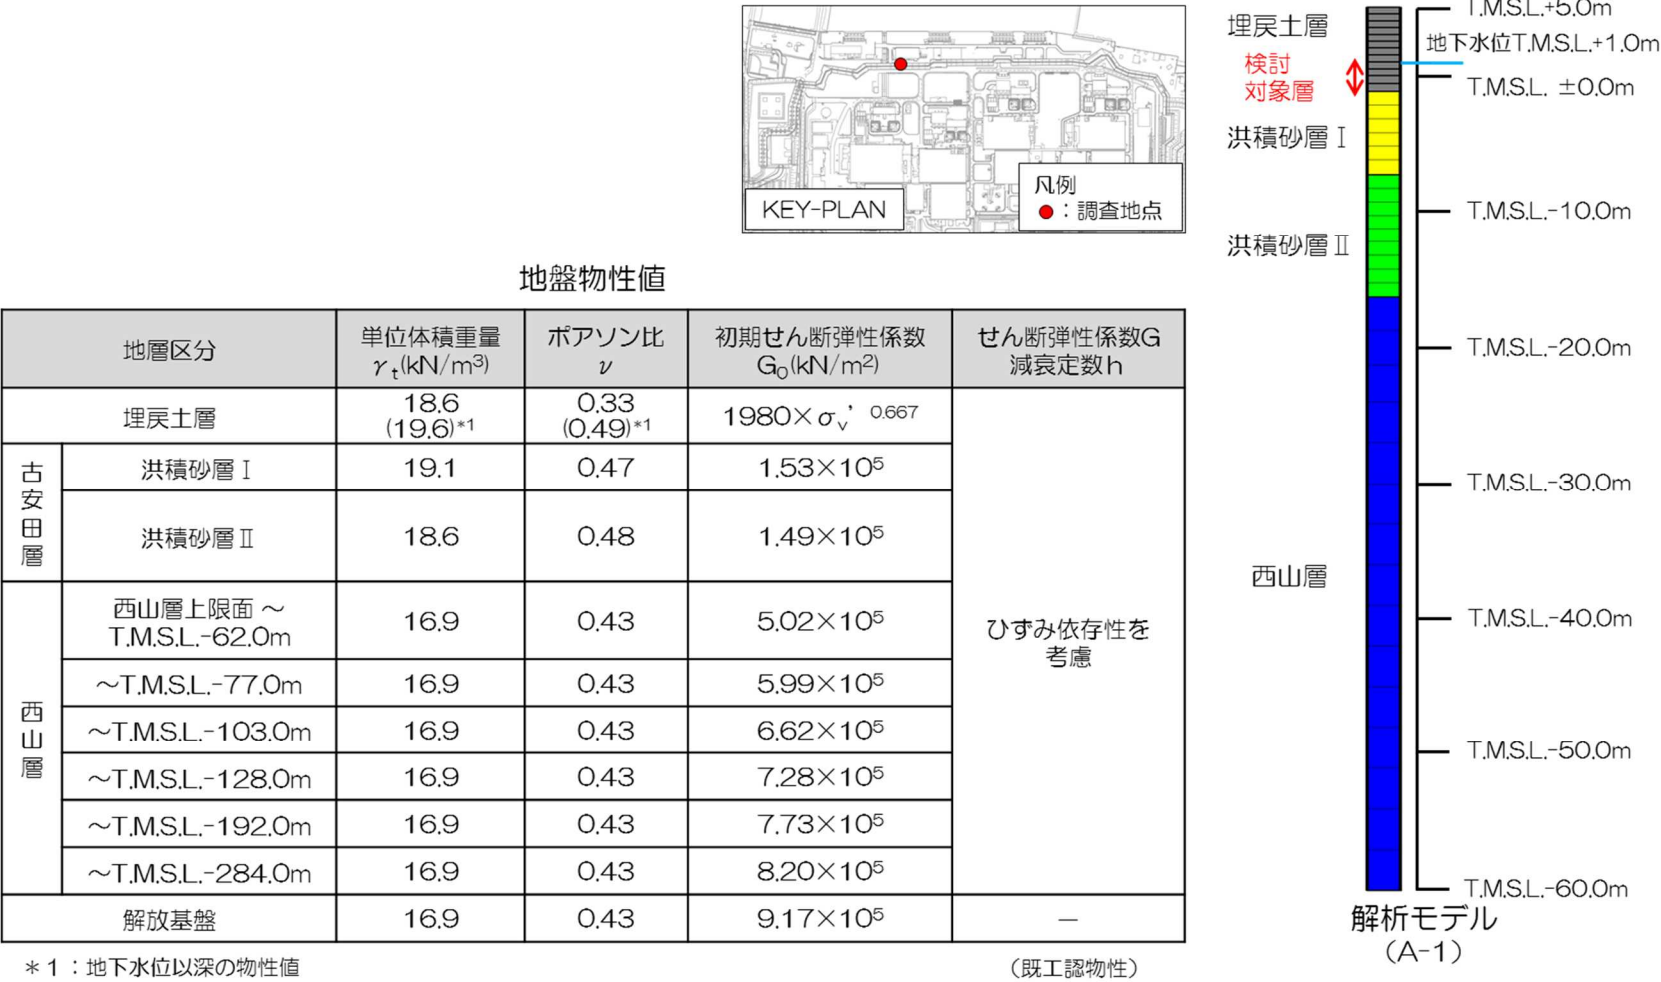 KEY-PLAN
凡例
●：調査地点
地盤物性値
地層区分
単位体積重量
γt(kN/m³)
ポアソン比
ν
初期せん断弾性係数
G₀(kN/m²)
せん断弾性係数G
減衰定数h
埋戻土層
18.6
(19.6)*1
0.33
(0.49)*1
1980×σv' 0.667
ひずみ依存性を
考慮
古安田層
洪積砂層Ⅰ
19.1
0.47
1.53×10⁵
洪積砂層Ⅱ
18.6
0.48
1.49×10⁵
西山層
西山層上限面～
T.M.S.L.-62.0m
16.9
0.43
5.02×10⁵
～T.M.S.L.-77.0m
16.9
0.43
5.99×10⁵
～T.M.S.L.-103.0m
16.9
0.43
6.62×10⁵
～T.M.S.L.-128.0m
16.9
0.43
7.28×10⁵
～T.M.S.L.-192.0m
16.9
0.43
7.73×10⁵
～T.M.S.L.-284.0m
16.9
0.43
8.20×10⁵
解放基盤
16.9
0.43
9.17×10⁵
－
＊1：地下水位以深の物性値
（既工認物性）
埋戻土層
検討
対象層
洪積砂層Ⅰ
洪積砂層Ⅱ
西山層
T.M.S.L.+5.0m
地下水位T.M.S.L.+1.0m
T.M.S.L. ±0.0m
T.M.S.L.-10.0m
T.M.S.L.-20.0m
T.M.S.L.-30.0m
T.M.S.L.-40.0m
T.M.S.L.-50.0m
T.M.S.L.-60.0m
解析モデル
（A-1）